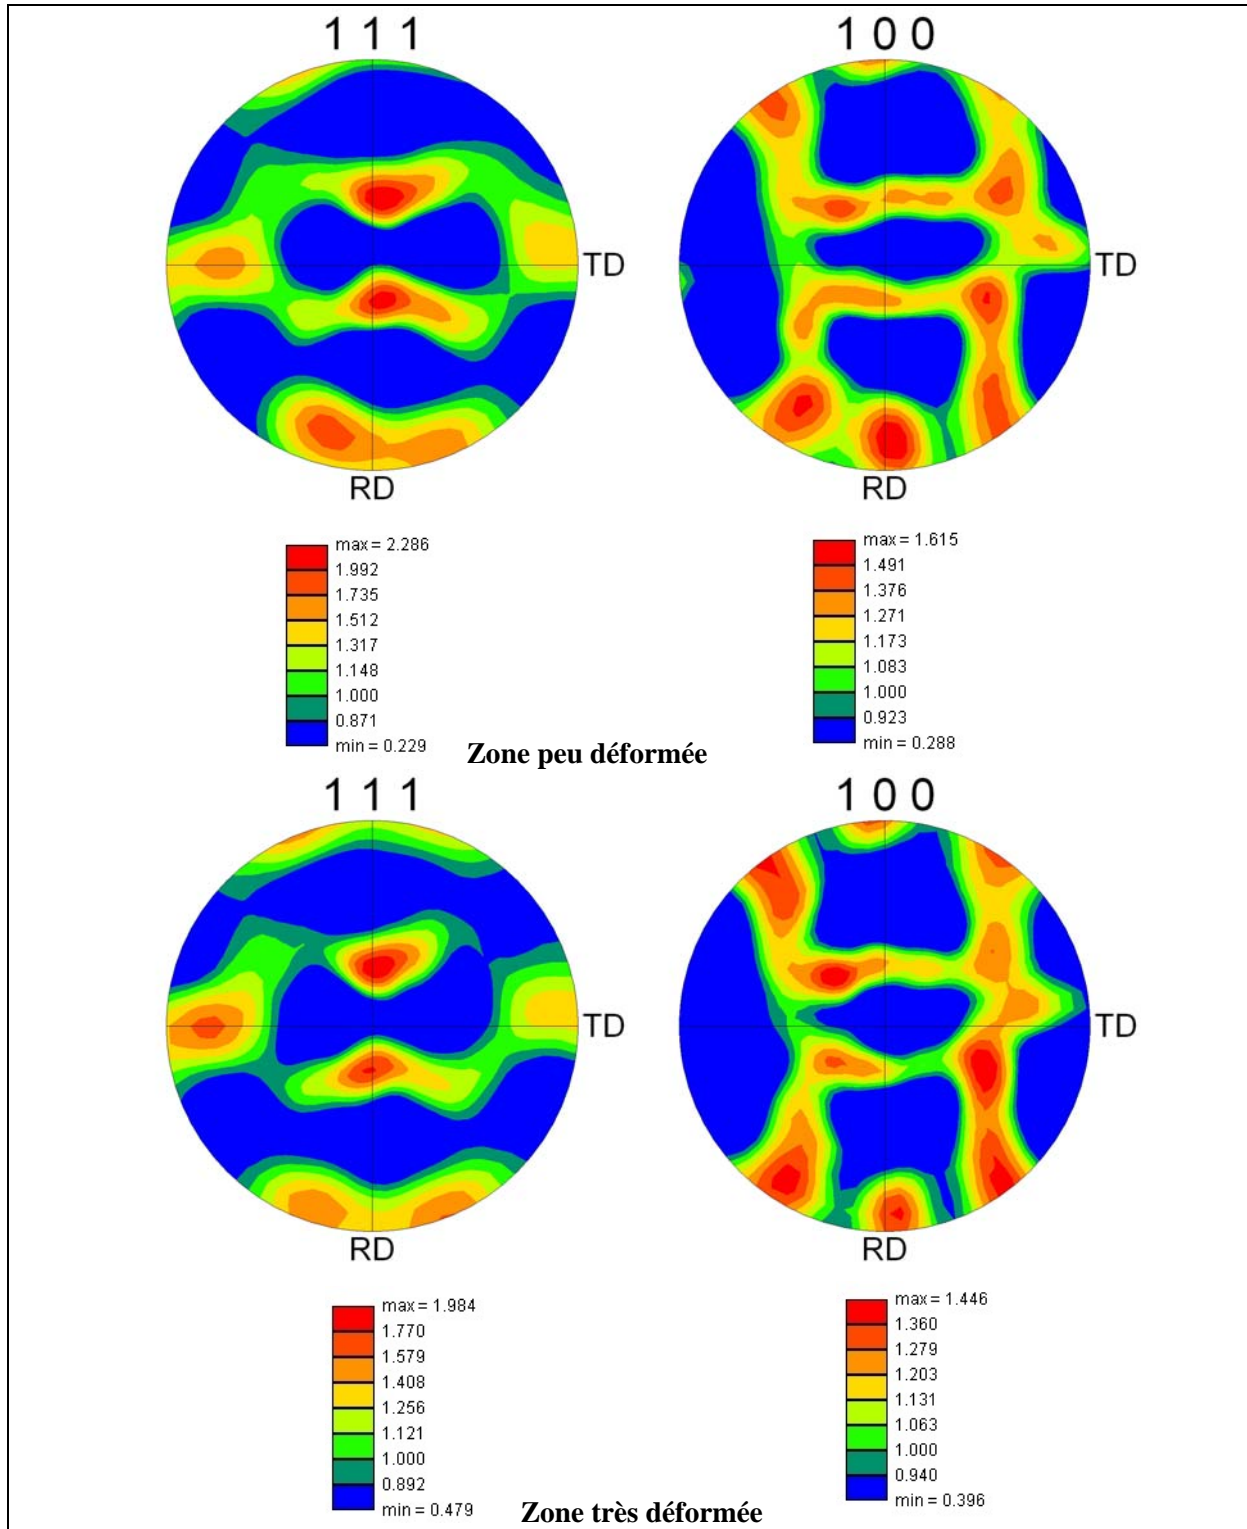 1 1 1
1 0 0
TD
TD
RD
RD
max = 2.286
1.992
1.735
1.512
1.317
1.148
1.000
0.871
min = 0.229
max = 1.615
1.491
1.376
1.271
1.173
1.083
1.000
0.923
min = 0.288
Zone peu déformée
1 1 1
1 0 0
TD
TD
RD
RD
max = 1.984
1.770
1.579
1.408
1.256
1.121
1.000
0.892
min = 0.479
max = 1.446
1.360
1.279
1.203
1.131
1.063
1.000
0.940
min = 0.396
Zone très déformée